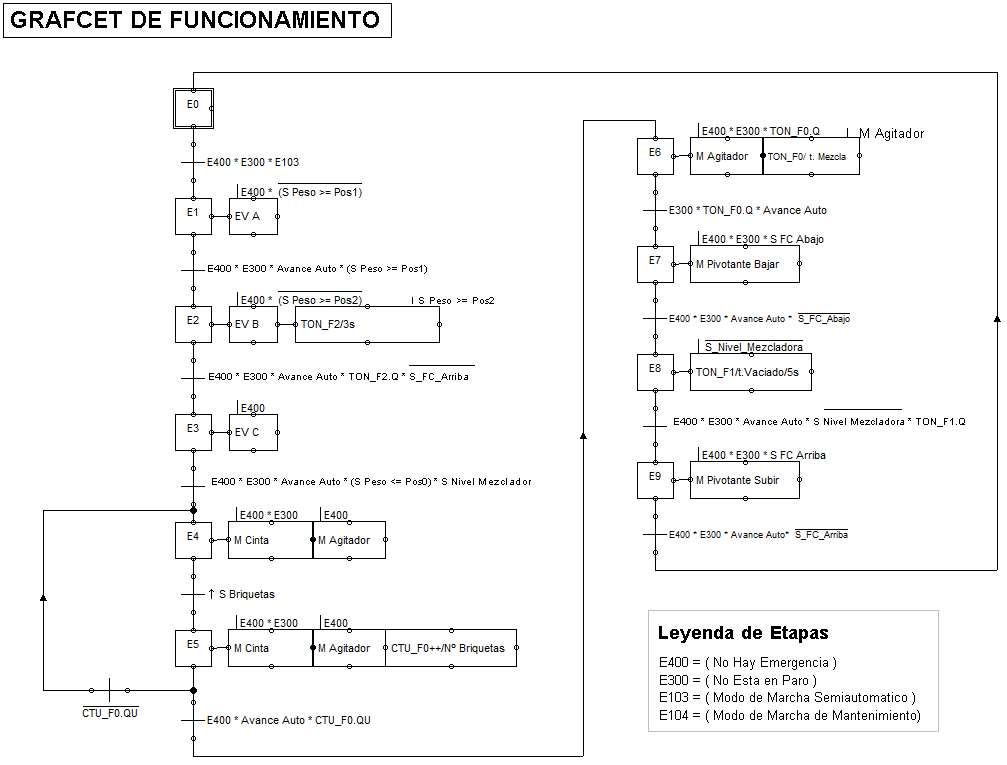 GRAFCET DE FUNCIONAMIENTO
E0
E400 * E300 * E103
E400 * (S Peso >= Pos1)
E1
EV A
E400 * E300 * Avance Auto * (S Peso >= Pos1)
E400 * (S Peso >= Pos2)
S Peso >= Pos2
E2
EV B
TON_F2/3s
E400 * E300 * Avance Auto * TON_F2.Q * S_FC_Arriba
E400
E3
EV C
E400 * E300 * Avance Auto * (S Peso <= Pos0) * S Nivel Mezclador
E400 * E300
E400
E4
M Cinta
M Agitador
↑ S Briquetas
E400 * E300
E400
E5
M Cinta
M Agitador
CTU_F0++/Nº Briquetas
CTU_F0.QU
E400 * Avance Auto * CTU_F0.QU
E400 * E300 * TON_F0.Q
M Agitador
E6
M Agitador
TON_F0/ t. Mezcla
E300 * TON_F0.Q * Avance Auto
E400 * E300 * S FC Abajo
E7
M Pivotante Bajar
E400 * E300 * Avance Auto * S_FC_Abajo
S_Nivel_Mezcladora
E8
TON_F1/t.Vaciado/5s
E400 * E300 * Avance Auto * S Nivel Mezcladora * TON_F1.Q
E400 * E300 * S FC Arriba
E9
M Pivotante Subir
E400 * E300 * Avance Auto* S_FC_Arriba
Leyenda de Etapas
E400 = ( No Hay Emergencia )
E300 = ( No Esta en Paro )
E103 = ( Modo de Marcha Semiautomatico )
E104 = ( Modo de Marcha de Mantenimiento)